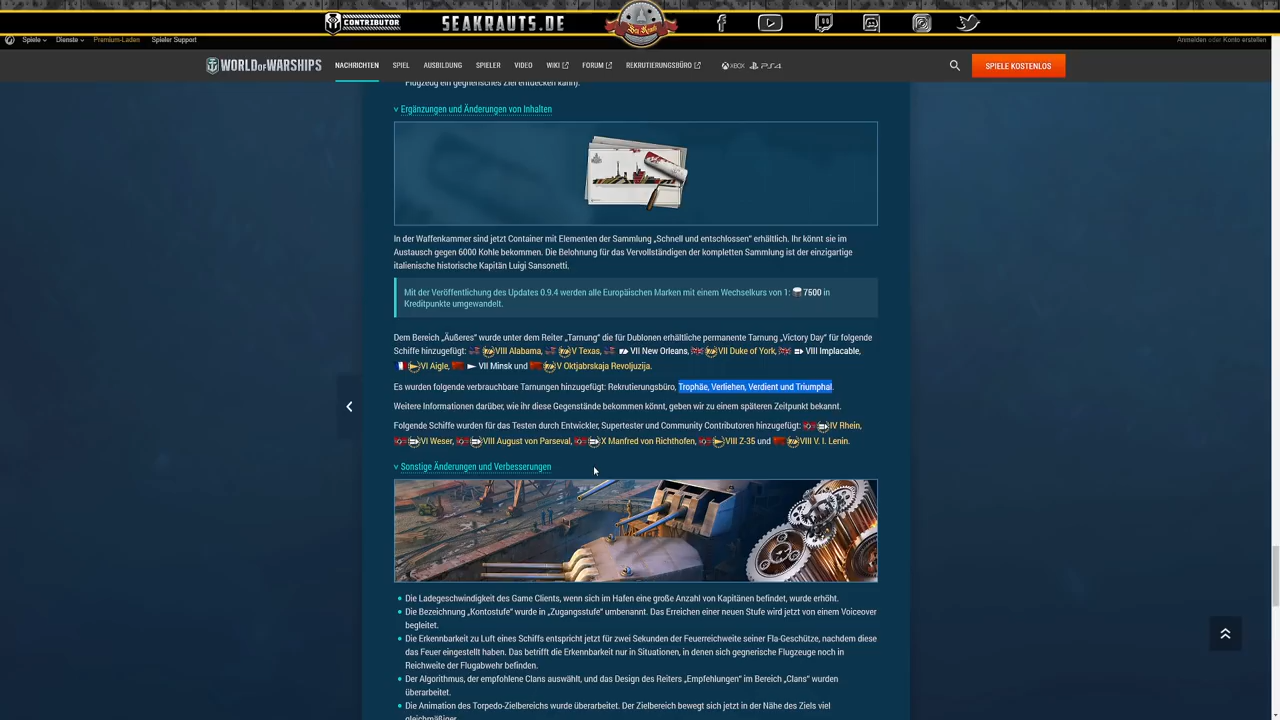 CONTRIBUTOR
SEAKRAUTS.DE
Spiele
Dienste
Premium-Laden
Spieler Support
Anmelden oder Konto erstellen
WORLD OF WARSHIPS
NACHRICHTEN
SPIEL
AUSBILDUNG
SPIELER
VIDEO
WIKI
FORUM
REKRUTIERUNGSBÜRO
XBOX
PS4
SPIELE KOSTENLOS
Flugzeug ein gegnerisches Ziel entdecken kann).
Ergänzungen und Änderungen von Inhalten
In der Waffenkammer sind jetzt Container mit Elementen der Sammlung „Schnell und entschlossen“ erhältlich. Ihr könnt sie im
Austausch gegen 6000 Kohle bekommen. Die Belohnung für das Vervollständigen der kompletten Sammlung ist der einzigartige
italienische historische Kapitän Luigi Sansonetti.
Mit der Veröffentlichung des Updates 0.9.4 werden alle Europäischen Marken mit einem Wechselkurs von 1: 7500 in
Kreditpunkte umgewandelt.
Dem Bereich „Äußeres“ wurde unter dem Reiter „Tarnung“ die für Dublonen erhältliche permanente Tarnung „Victory Day“ für folgende
Schiffe hinzugefügt: VIII Alabama, V Texas, VII New Orleans, VII Duke of York, VIII Implacable,
VI Aigle, VII Minsk und V Oktjabrskaja Revoljuzija.
Es wurden folgende verbrauchbare Tarnungen hinzugefügt: Rekrutierungsbüro, Trophäe, Verliehen, Verdient und Triumphal.
Weitere Informationen darüber, wie ihr diese Gegenstände bekommen könnt, geben wir zu einem späteren Zeitpunkt bekannt.
Folgende Schiffe wurden für das Testen durch Entwickler, Supertester und Community Contributoren hinzugefügt: IV Rhein,
VI Weser, VIII August von Parseval, X Manfred von Richthofen, VIII Z-35 und VIII V. I. Lenin.
Sonstige Änderungen und Verbesserungen
Die Ladegeschwindigkeit des Game Clients, wenn sich im Hafen eine große Anzahl von Kapitänen befindet, wurde erhöht.
Die Bezeichnung „Kontostufe“ wurde in „Zugangsstufe“ umbenannt. Das Erreichen einer neuen Stufe wird jetzt von einem Voiceover
begleitet.
Die Erkennbarkeit zu Luft eines Schiffs entspricht jetzt für zwei Sekunden der Feuerreichweite seiner Fla-Geschütze, nachdem diese
das Feuer eingestellt haben. Das betrifft die Erkennbarkeit nur in Situationen, in denen sich gegnerische Flugzeuge noch in
Reichweite der Flugabwehr befinden.
Der Algorithmus, der empfohlene Clans auswählt, und das Design des Reiters „Empfehlungen“ im Bereich „Clans“ wurden
überarbeitet.
Die Animation des Torpedo-Zielbereichs wurde überarbeitet. Der Zielbereich bewegt sich jetzt in der Nähe des Ziels viel
gleichmäßiger.